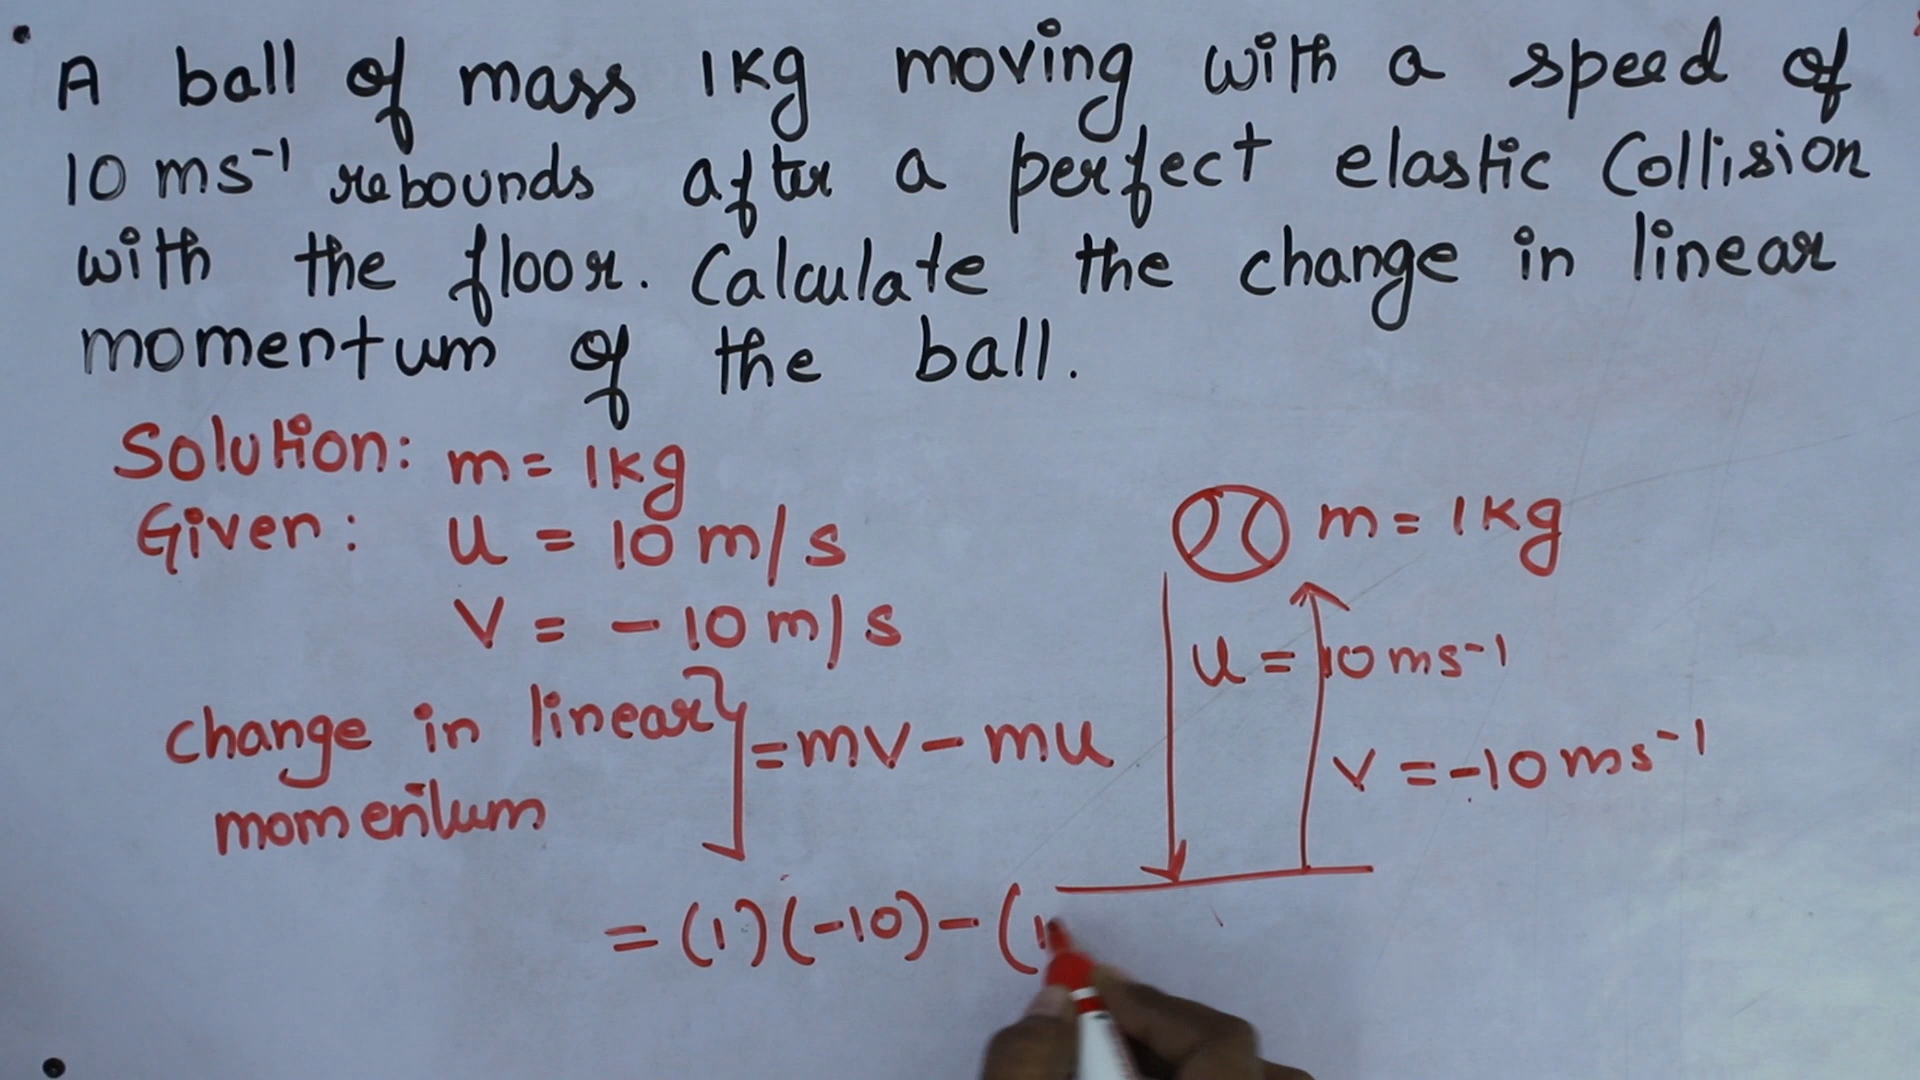 A ball of mass 1Kg moving with a speed of
10 ms⁻¹ rebounds after a perfect elastic Collision
with the floor. Calculate the change in linear
momentum of the ball.
Solution: m = 1kg
Given: u = 10 m/s
V = -10 m/s
change in linear
momentum
= mv - mu
= (1)(-10) - (1
m = 1kg
u = 10 ms⁻¹
v = -10 ms⁻¹